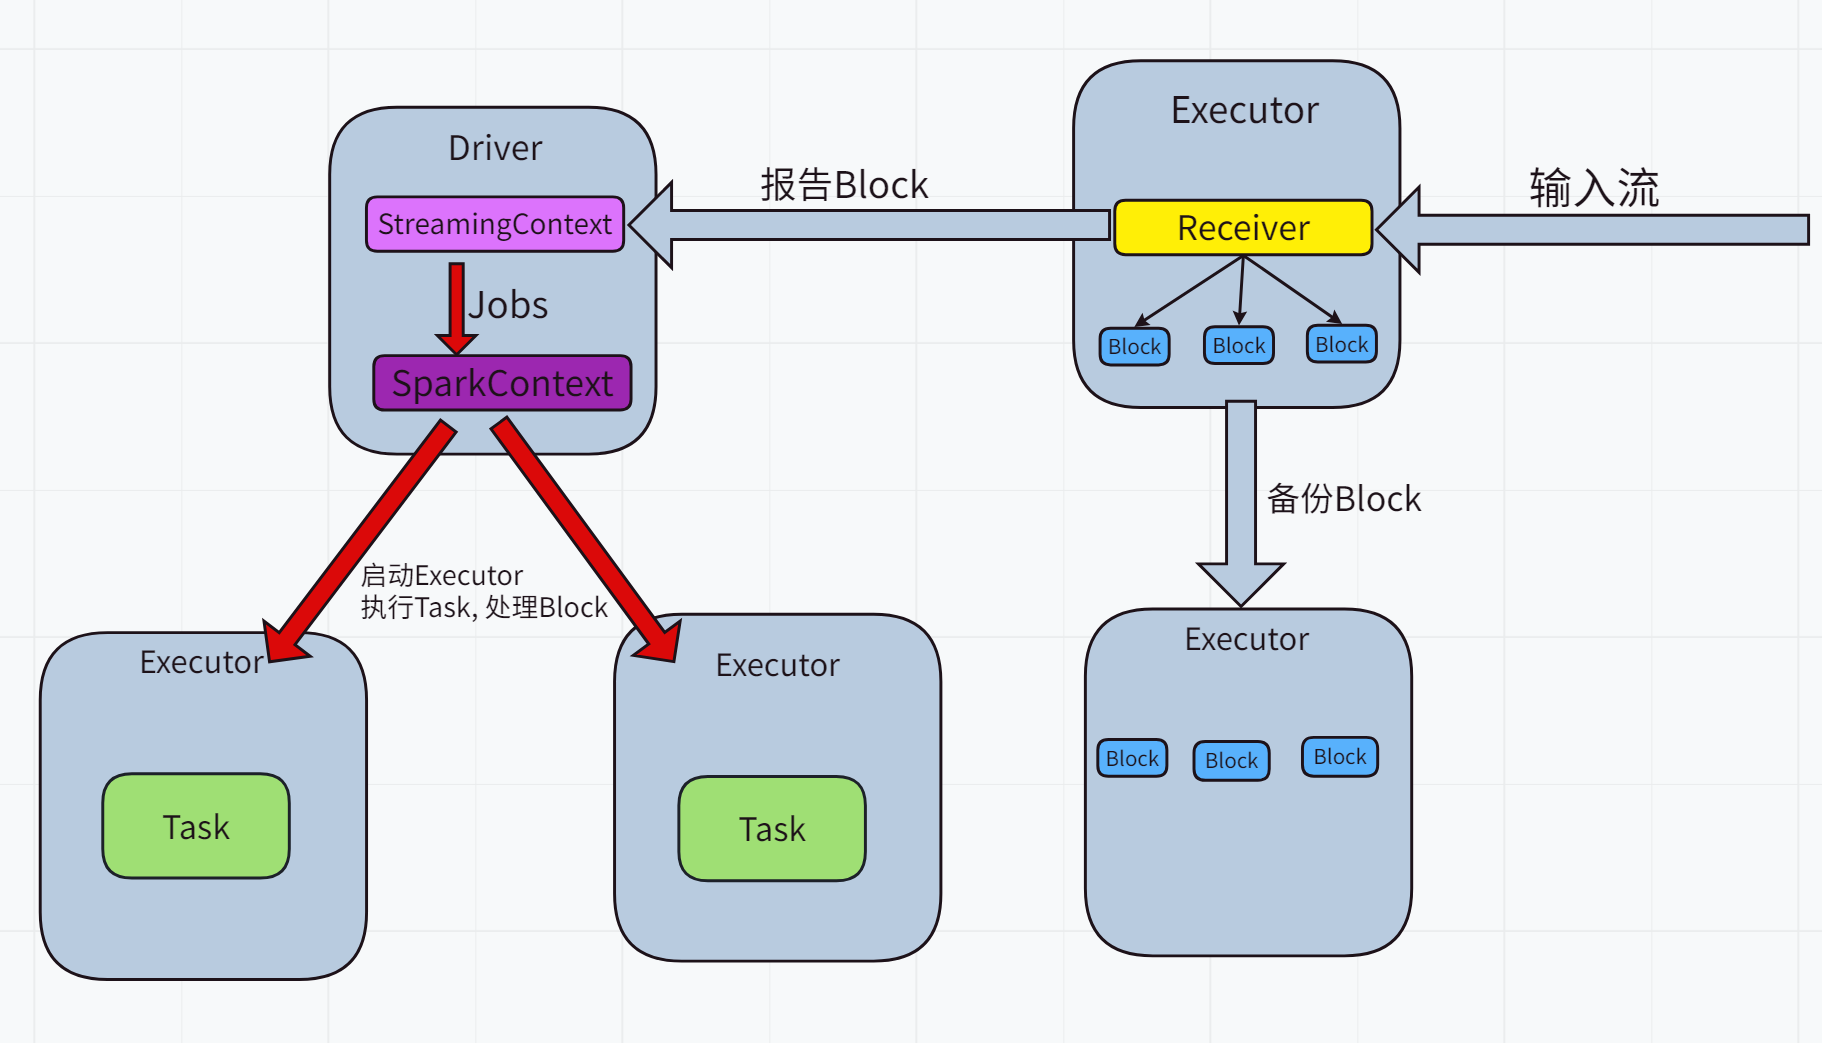 Driver
StreamingContext
Jobs
SparkContext
报告Block
Executor
Receiver
Block
Block
Block
输入流
备份Block
启动Executor
执行Task, 处理Block
Executor
Task
Executor
Task
Executor
Block
Block
Block